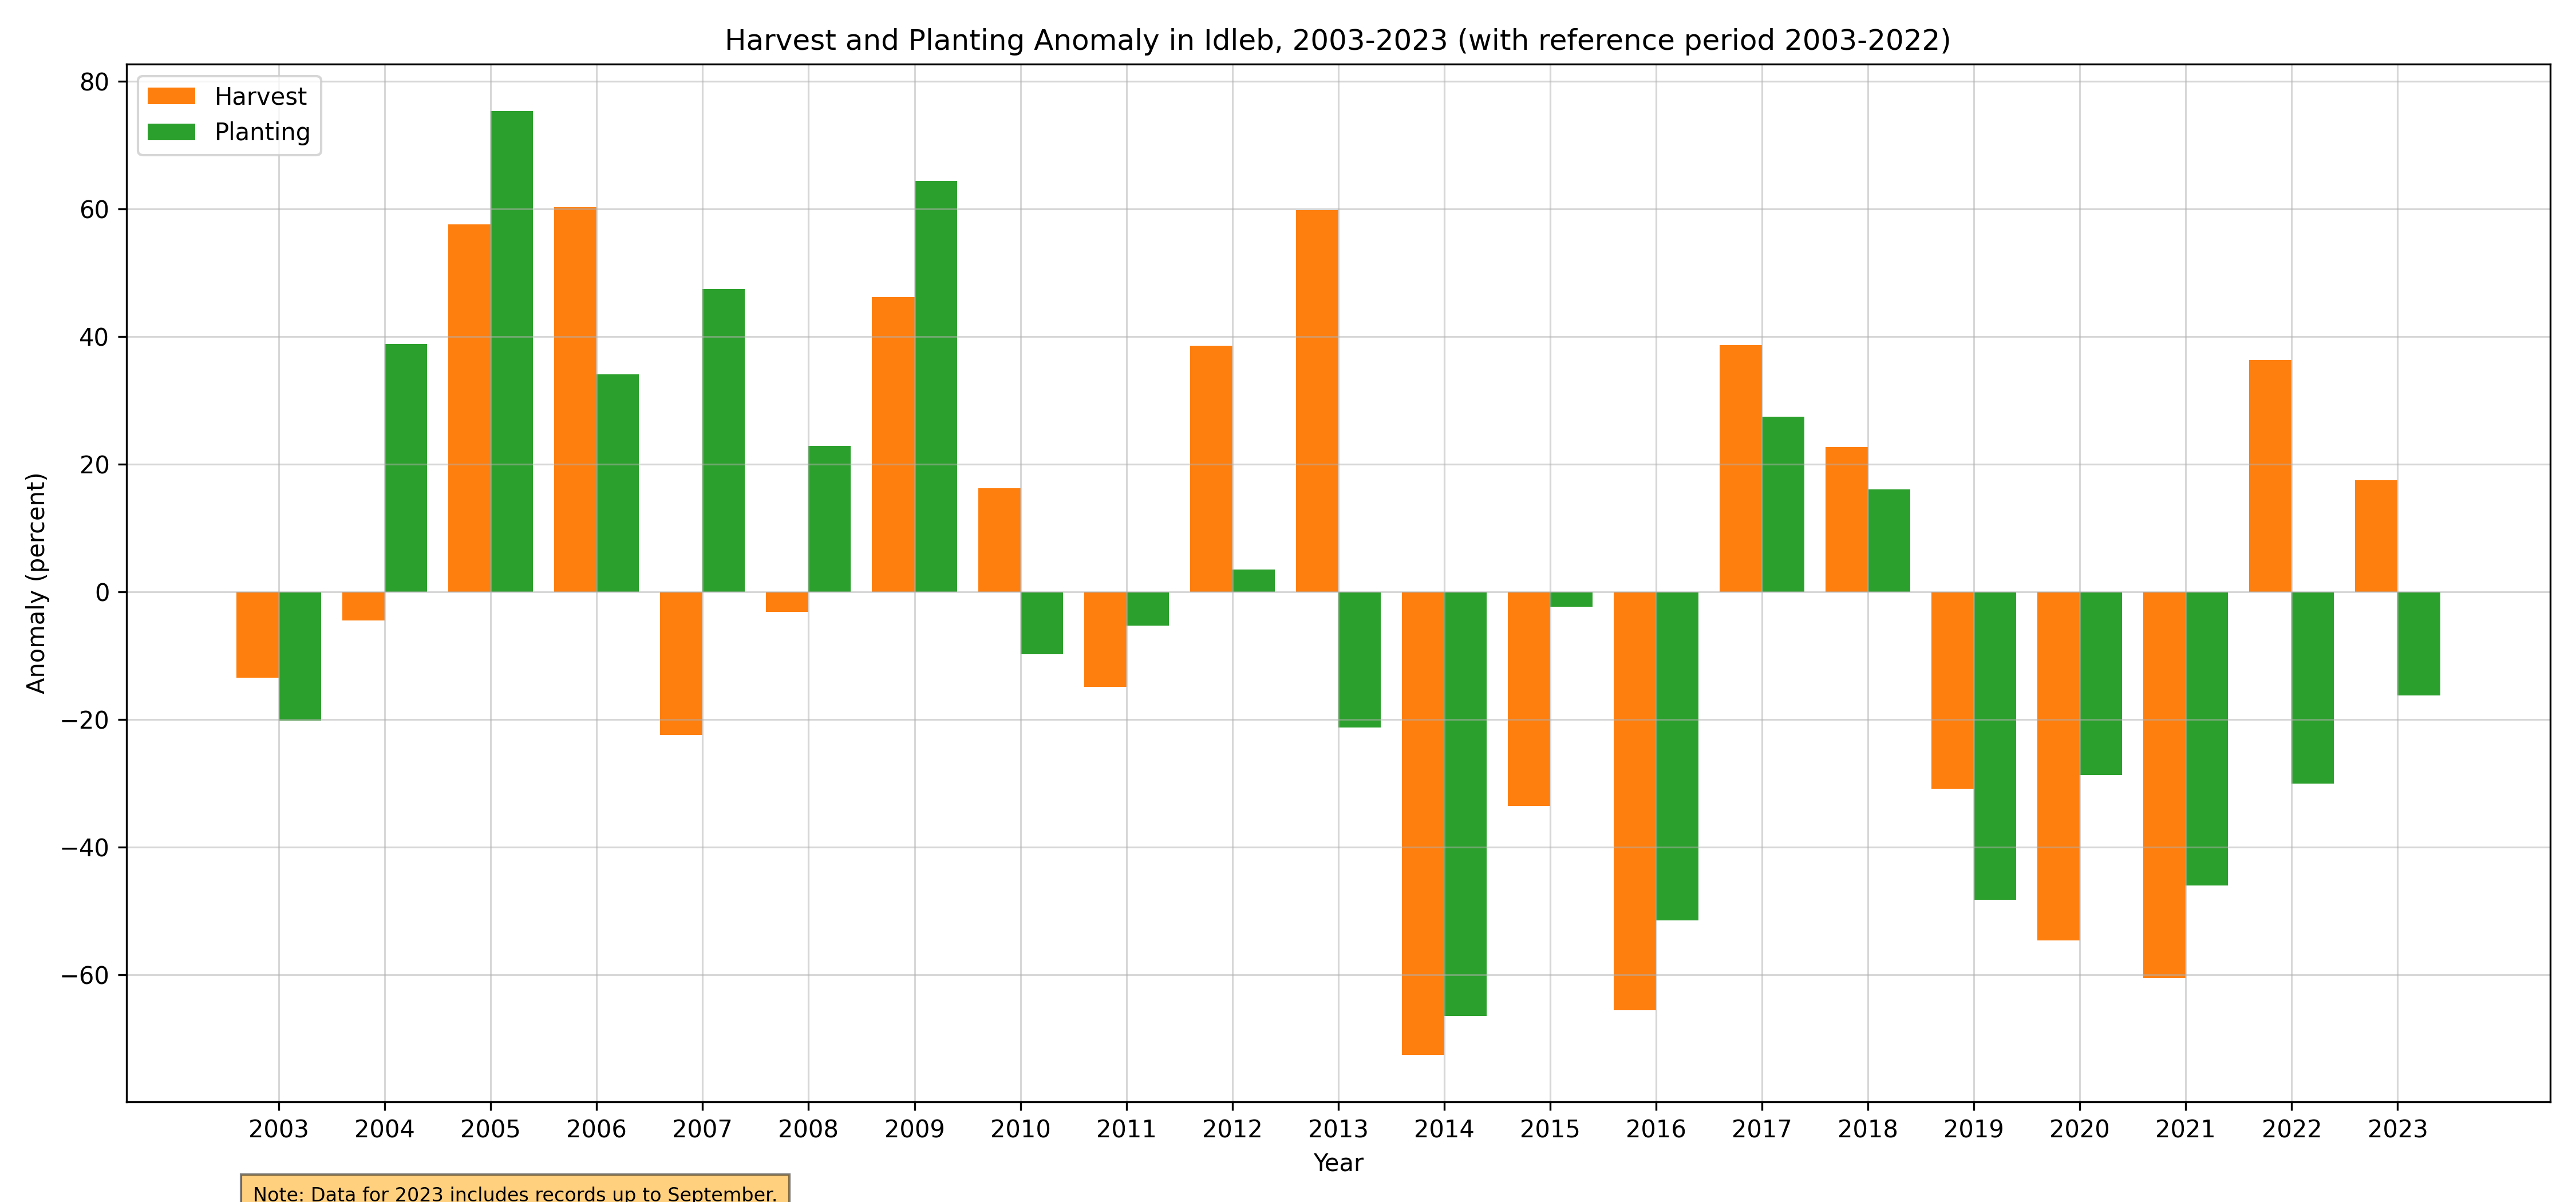 Harvest and Planting Anomaly in Idleb, 2003-2023 (with reference period 2003-2022)
Harvest
Planting
Anomaly (percent)
80
60
40
20
0
−20
−40
−60
2003 2004 2005 2006 2007 2008 2009 2010 2011 2012 2013 2014 2015 2016 2017 2018 2019 2020 2021 2022 2023
Year
Note: Data for 2023 includes records up to September.